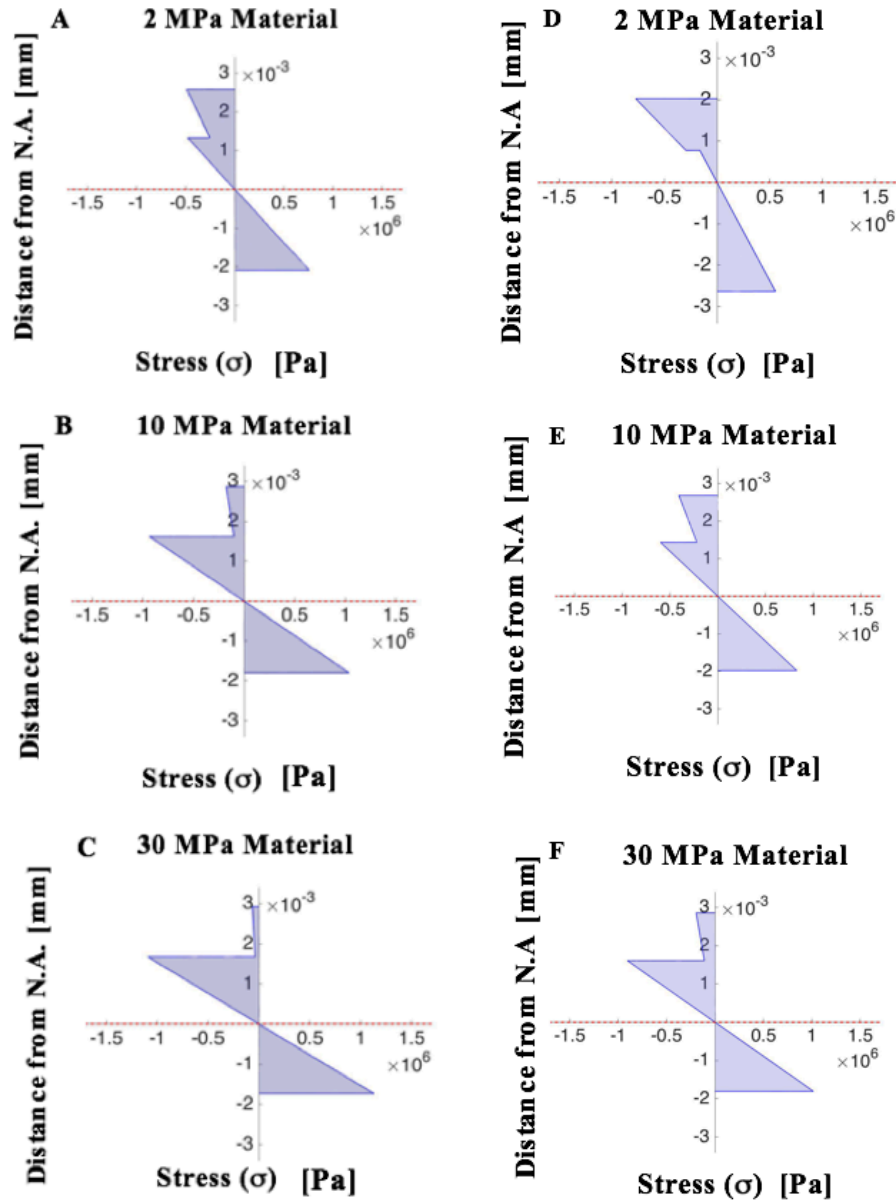 A 2 MPa Material
Distance from N.A. [mm]
×10⁻³
3
2
1
-1.5 -1 -0.5 0 0.5 1 1.5
×10⁶
-1
-2
-3
Stress (σ) [Pa]
D 2 MPa Material
Distance from N.A [mm]
3
×10⁻³
2
1
-1.5 -1 -0.5 0 0.5 1 1.5
×10⁶
-1
-2
-3
Stress (σ) [Pa]
B 10 MPa Material
Distance from N.A. [mm]
3 ×10⁻³
2
1
-1.5 -1 -0.5 0 0.5 1 1.5
×10⁶
-1
-2
-3
Stress (σ) [Pa]
E 10 MPa Material
Distance from N.A [mm]
3 ×10⁻³
2
1
-1.5 -1 -0.5 0 0.5 1 1.5
×10⁶
-1
-2
-3
Stress (σ) [Pa]
C 30 MPa Material
Distance from N.A. [mm]
3 ×10⁻³
2
1
-1.5 -1 -0.5 0 0.5 1 1.5
×10⁶
-1
-2
-3
Stress (σ) [Pa]
F 30 MPa Material
Distance from N.A [mm]
3 ×10⁻³
2
1
-1.5 -1 -0.5 0 0.5 1 1.5
×10⁶
-1
-2
-3
Stress (σ) [Pa]